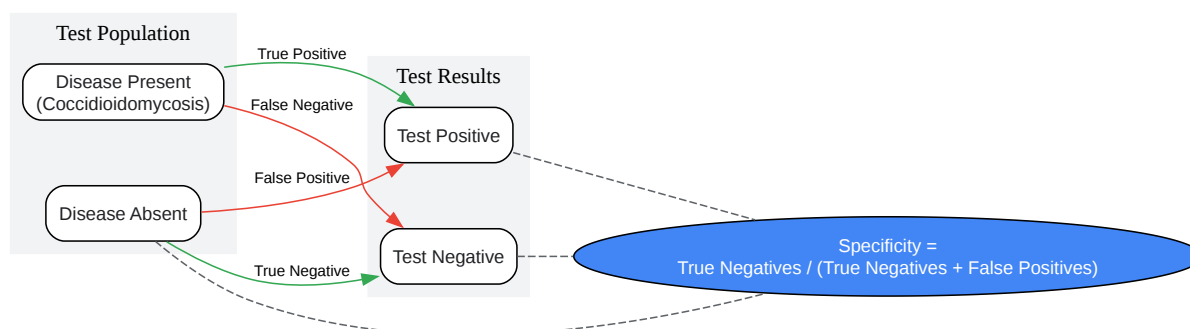 Test Population
Disease Present
(Coccidioidomycosis)
Disease Absent
True Positive
False Negative
False Positive
True Negative
Test Results
Test Positive
Test Negative
Specificity =
True Negatives / (True Negatives + False Positives)